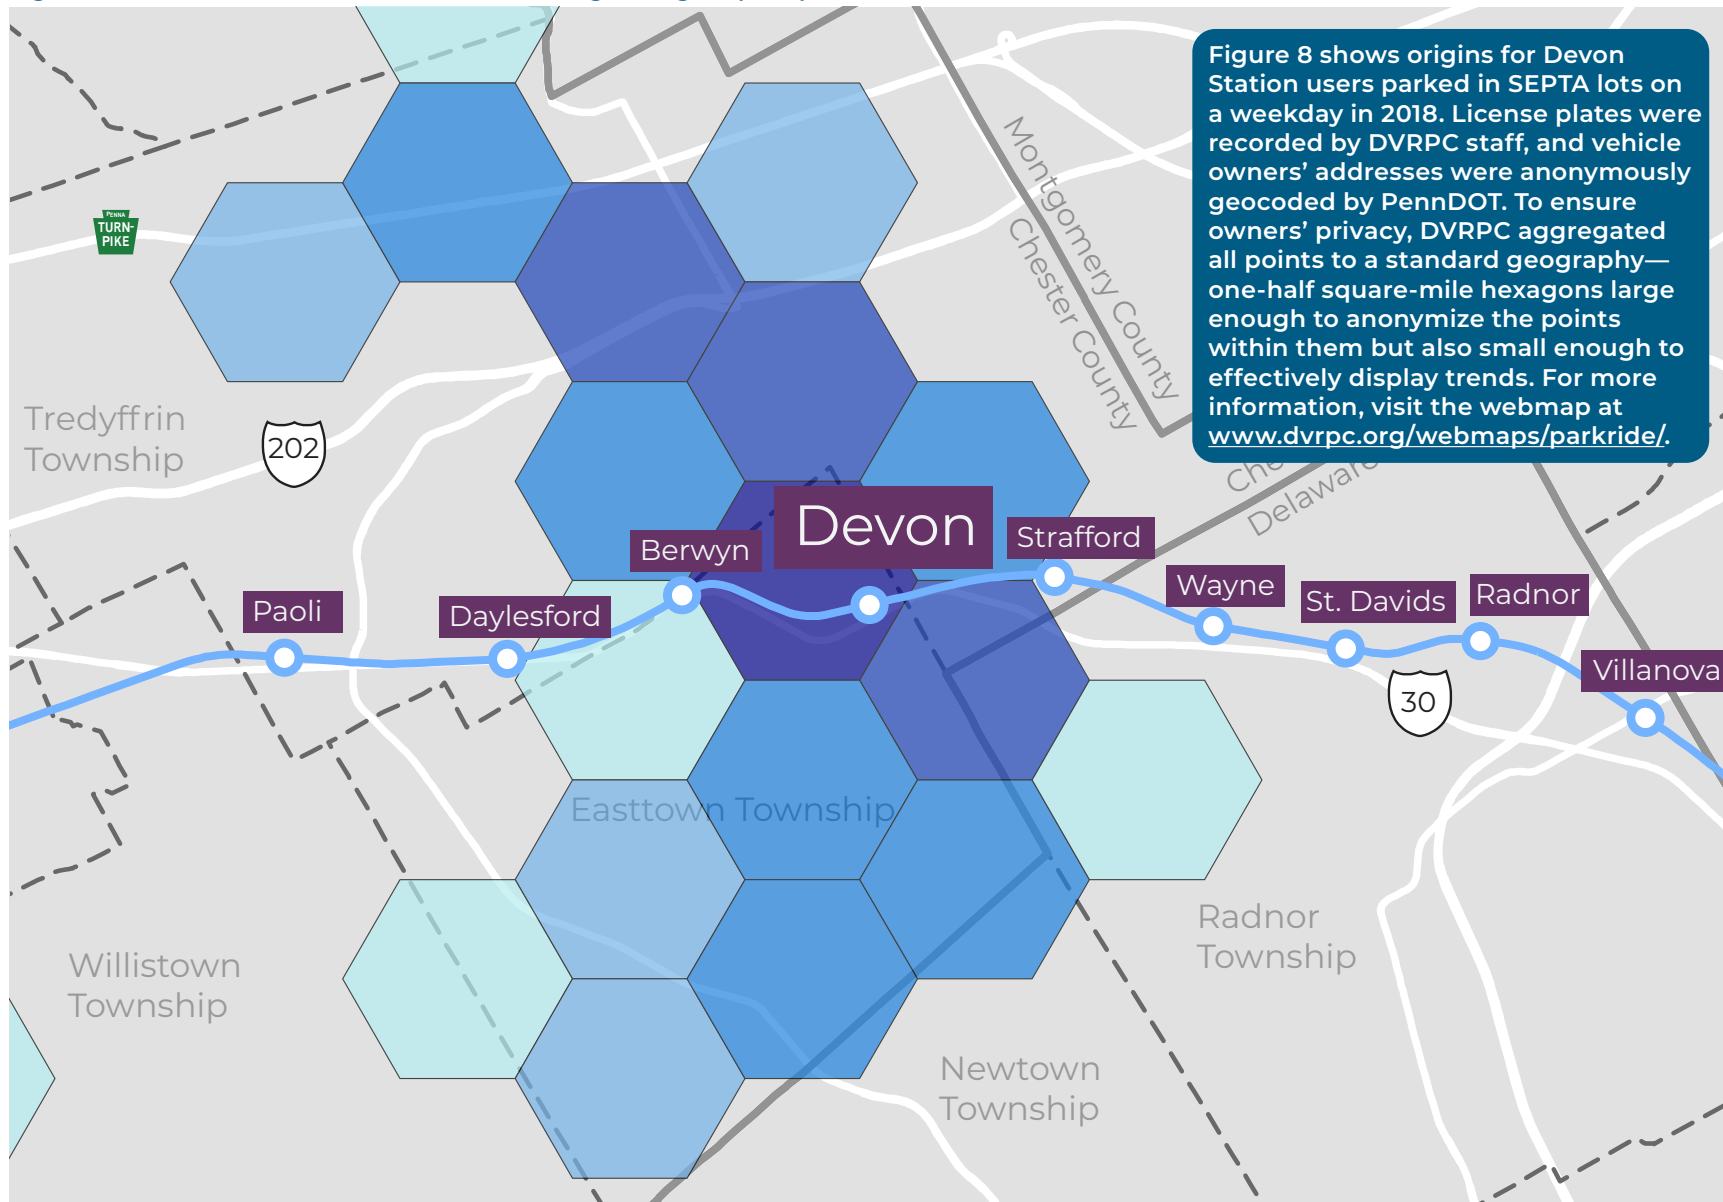 Figure 8 shows origins for Devon
Station users parked in SEPTA lots on
a weekday in 2018. License plates were
recorded by DVRPC staff, and vehicle
owners’ addresses were anonymously
geocoded by PennDOT. To ensure
owners’ privacy, DVRPC aggregated
all points to a standard geography—
one-half square-mile hexagons large
enough to anonymize the points
within them but also small enough to
effectively display trends. For more
information, visit the webmap at
www.dvrpc.org/webmaps/parkride/.
Montgomery County
Chester County
PENNA
TURN-
PIKE
Tredyffrin
Township
202
Che
Delaware
Devon
Berwyn
Strafford
Paoli
Daylesford
Wayne
St. Davids
Radnor
Villanova
30
Easttown Township
Radnor
Township
Willistown
Township
Newtown
Township